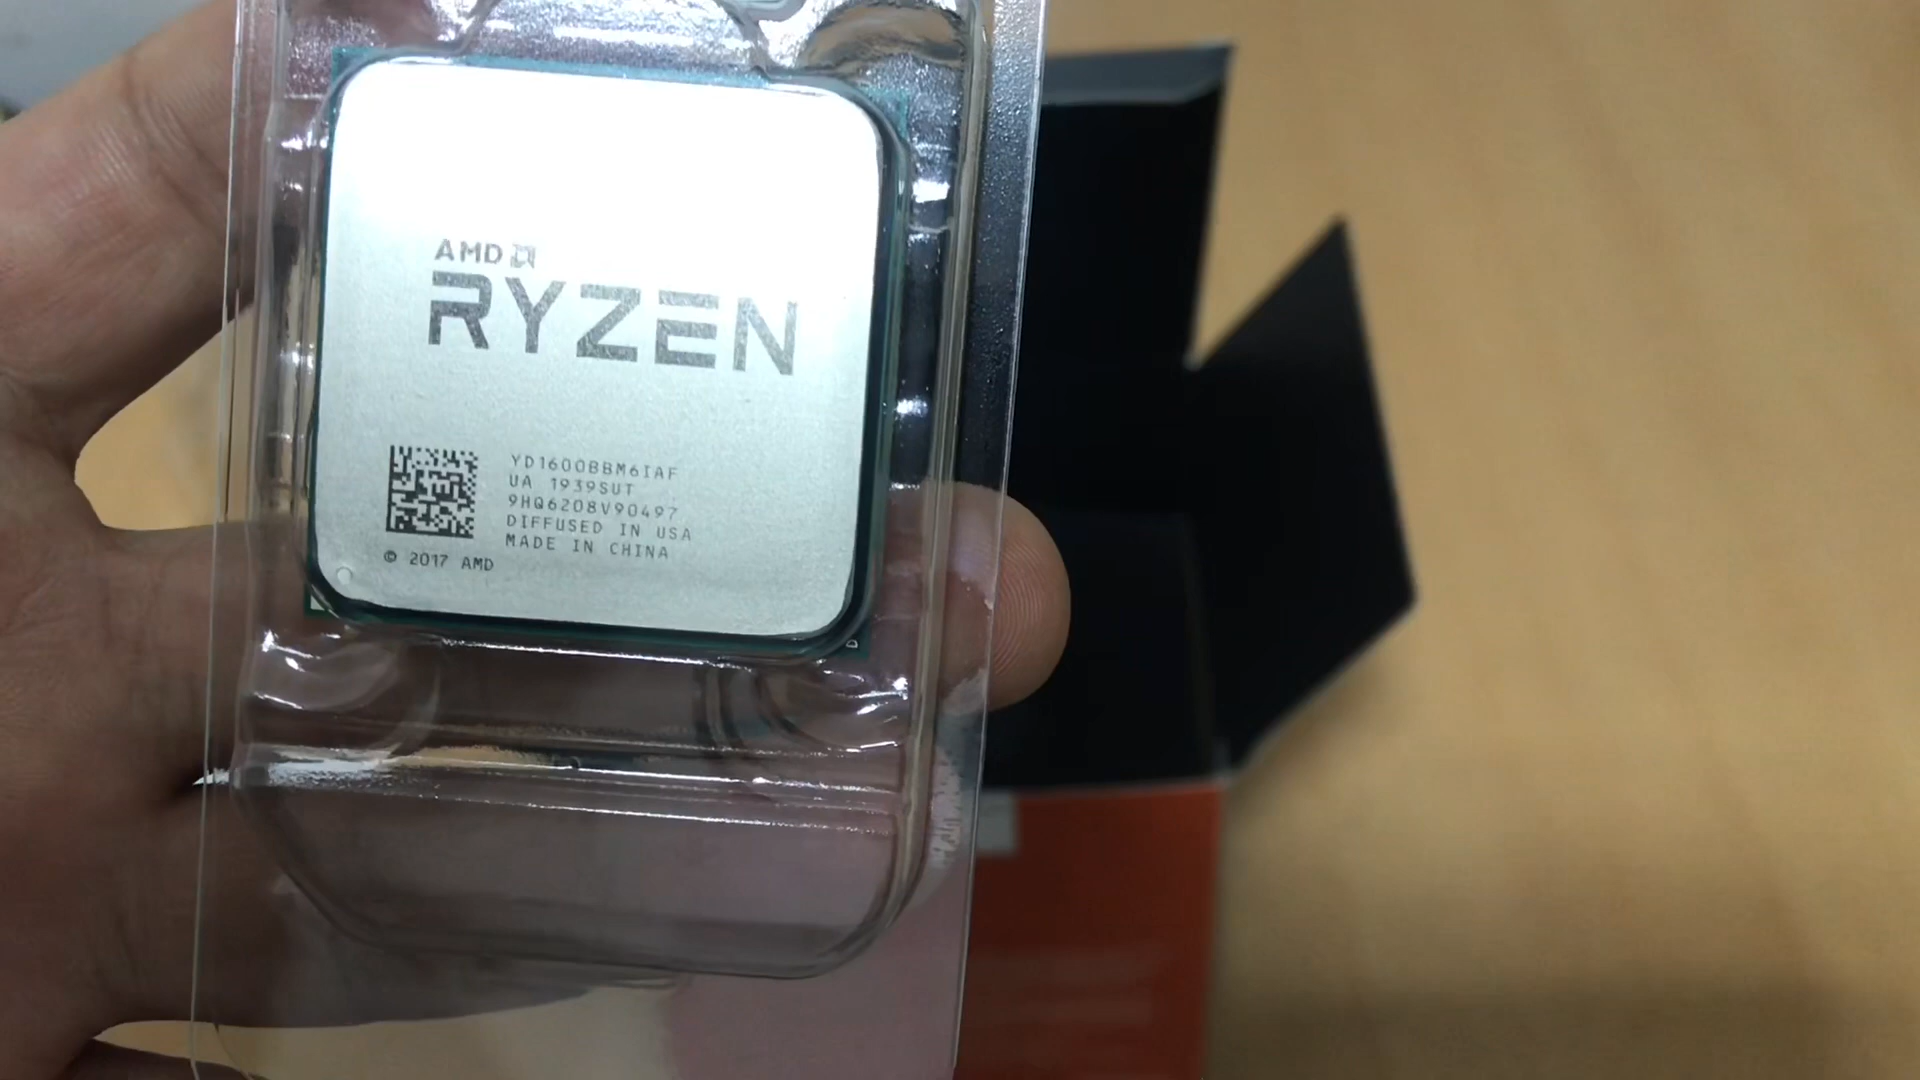 AMD
RYZEN
YD1600BBM6IAF
UA 1939SUT
9HQ6208V90497
DIFFUSED IN USA
MADE IN CHINA
© 2017 AMD